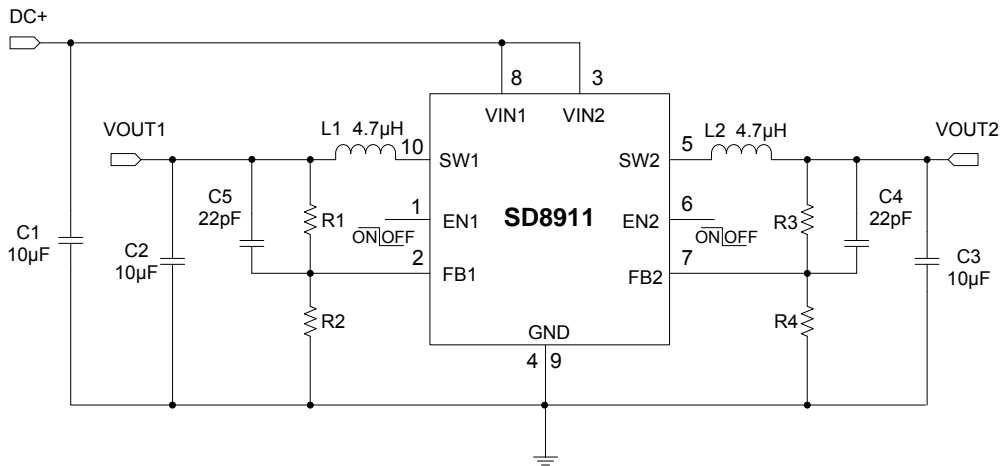 DC+
8
3
VIN1
VIN2
VOUT1
L1 4.7μH
10
SW1
5
SW2
L2 4.7μH
VOUT2
C5
22pF
R1
1
EN1
ON OFF
SD8911
6
EN2
ON OFF
R3
C4
22pF
C1
10μF
C2
10μF
2
FB1
7
FB2
C3
10μF
R2
R4
GND
4 9